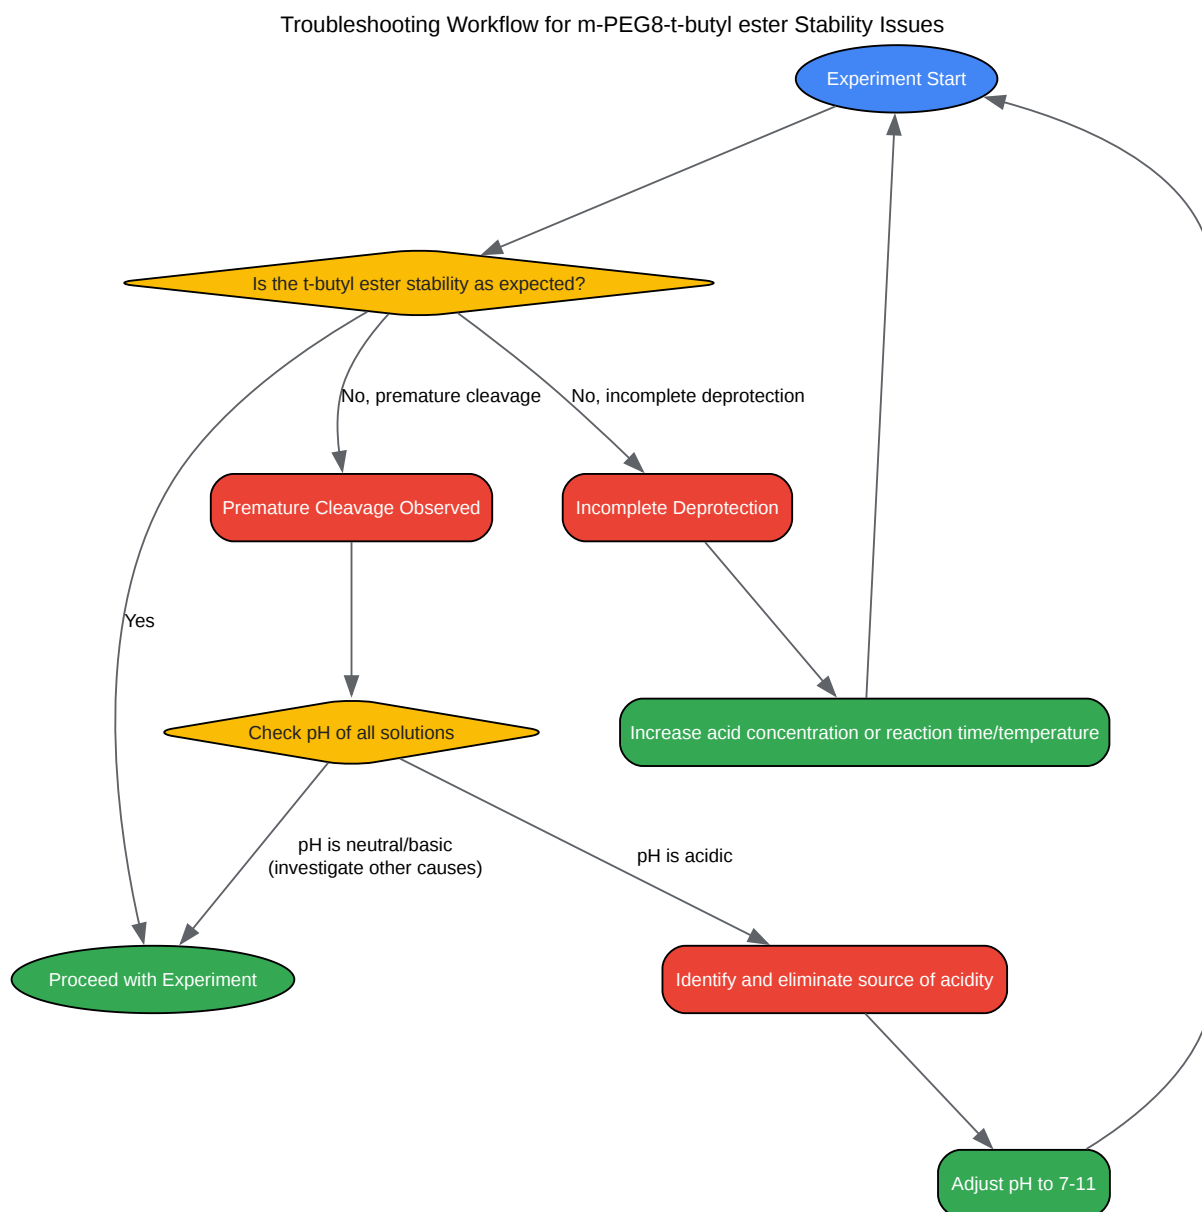 Troubleshooting Workflow for m-PEG8-t-butyl ester Stability Issues
Experiment Start
Is the t-butyl ester stability as expected?
No, premature cleavage
No, incomplete deprotection
Premature Cleavage Observed
Incomplete Deprotection
Yes
Check pH of all solutions
Increase acid concentration or reaction time/temperature
pH is neutral/basic
(investigate other causes)
pH is acidic
Proceed with Experiment
Identify and eliminate source of acidity
Adjust pH to 7-11